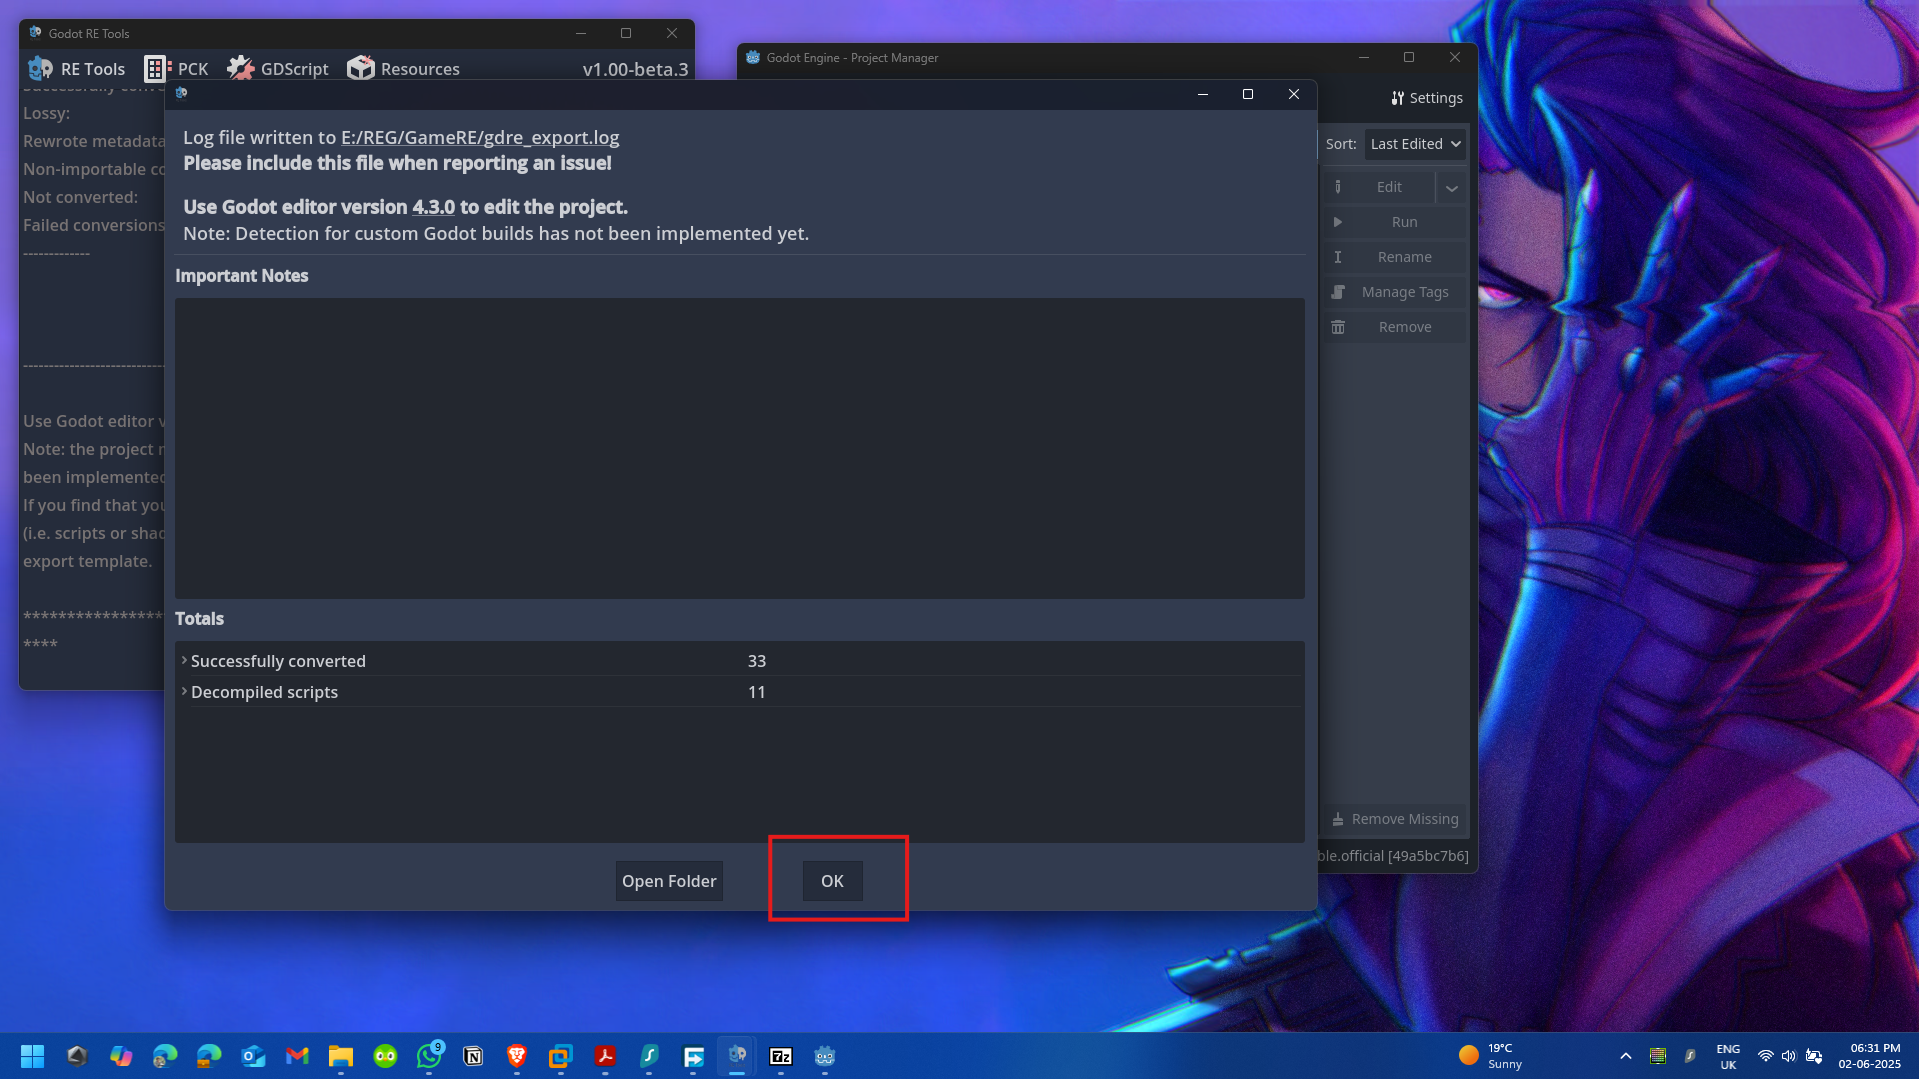 Godot RE Tools
RE Tools
PCK
GDScript
Resources
v1.00-beta.3
Lossy:
Rewrote metadata
Non-importable co
Not converted:
Failed conversions
-------------
Use Godot editor v
Note: the project
been implemented
If you find that you
(i.e. scripts or shad
export template.
****
Godot Engine - Project Manager
Settings
Sort:
Last Edited
Edit
Run
Rename
Manage Tags
Remove
Remove Missing
ble.official [49a5bc7b6]
Log file written to E:/REG/GameRE/gdre_export.log
Please include this file when reporting an issue!
Use Godot editor version 4.3.0 to edit the project.
Note: Detection for custom Godot builds has not been implemented yet.
Important Notes
Totals
Successfully converted 33
Decompiled scripts 11
Open Folder
OK
9
7z
19°C
Sunny
ENG
UK
06:31 PM
02-06-2025